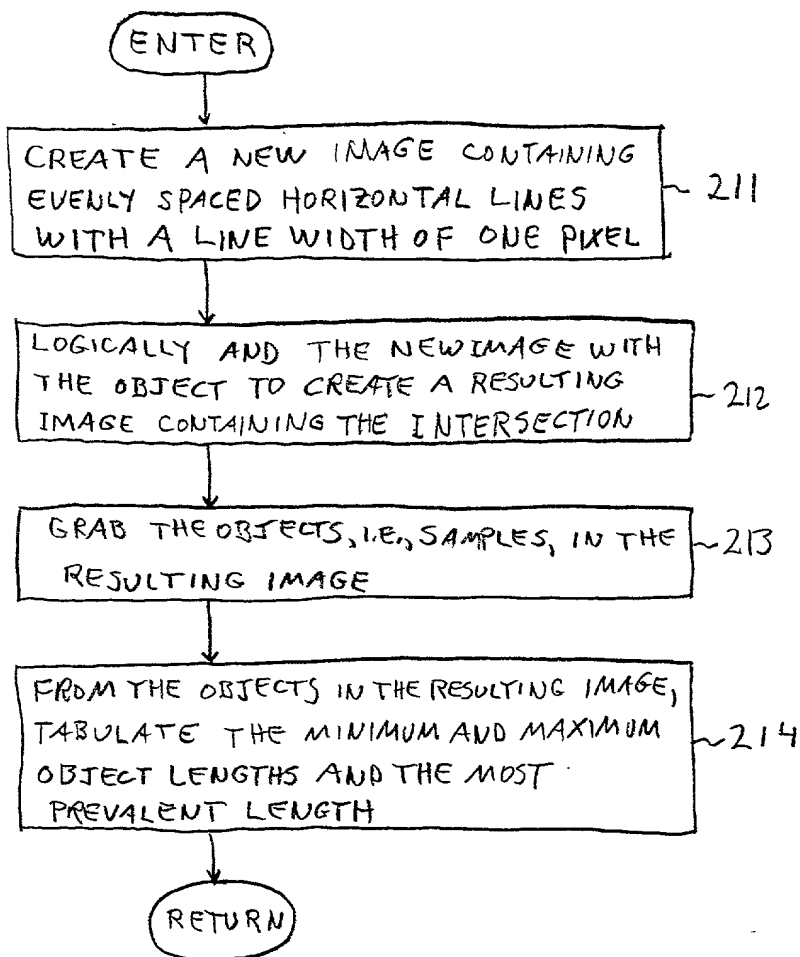 ENTER
CREATE A NEW IMAGE CONTAINING
EVENLY SPACED HORIZONTAL LINES
WITH A LINE WIDTH OF ONE PIXEL
211
LOGICALLY AND THE NEW IMAGE WITH
THE OBJECT TO CREATE A RESULTING
IMAGE CONTAINING THE INTERSECTION
212
GRAB THE OBJECTS, I.E., SAMPLES, IN THE
RESULTING IMAGE
213
FROM THE OBJECTS IN THE RESULTING IMAGE,
TABULATE THE MINIMUM AND MAXIMUM
OBJECT LENGTHS AND THE MOST
PREVALENT LENGTH
214
RETURN